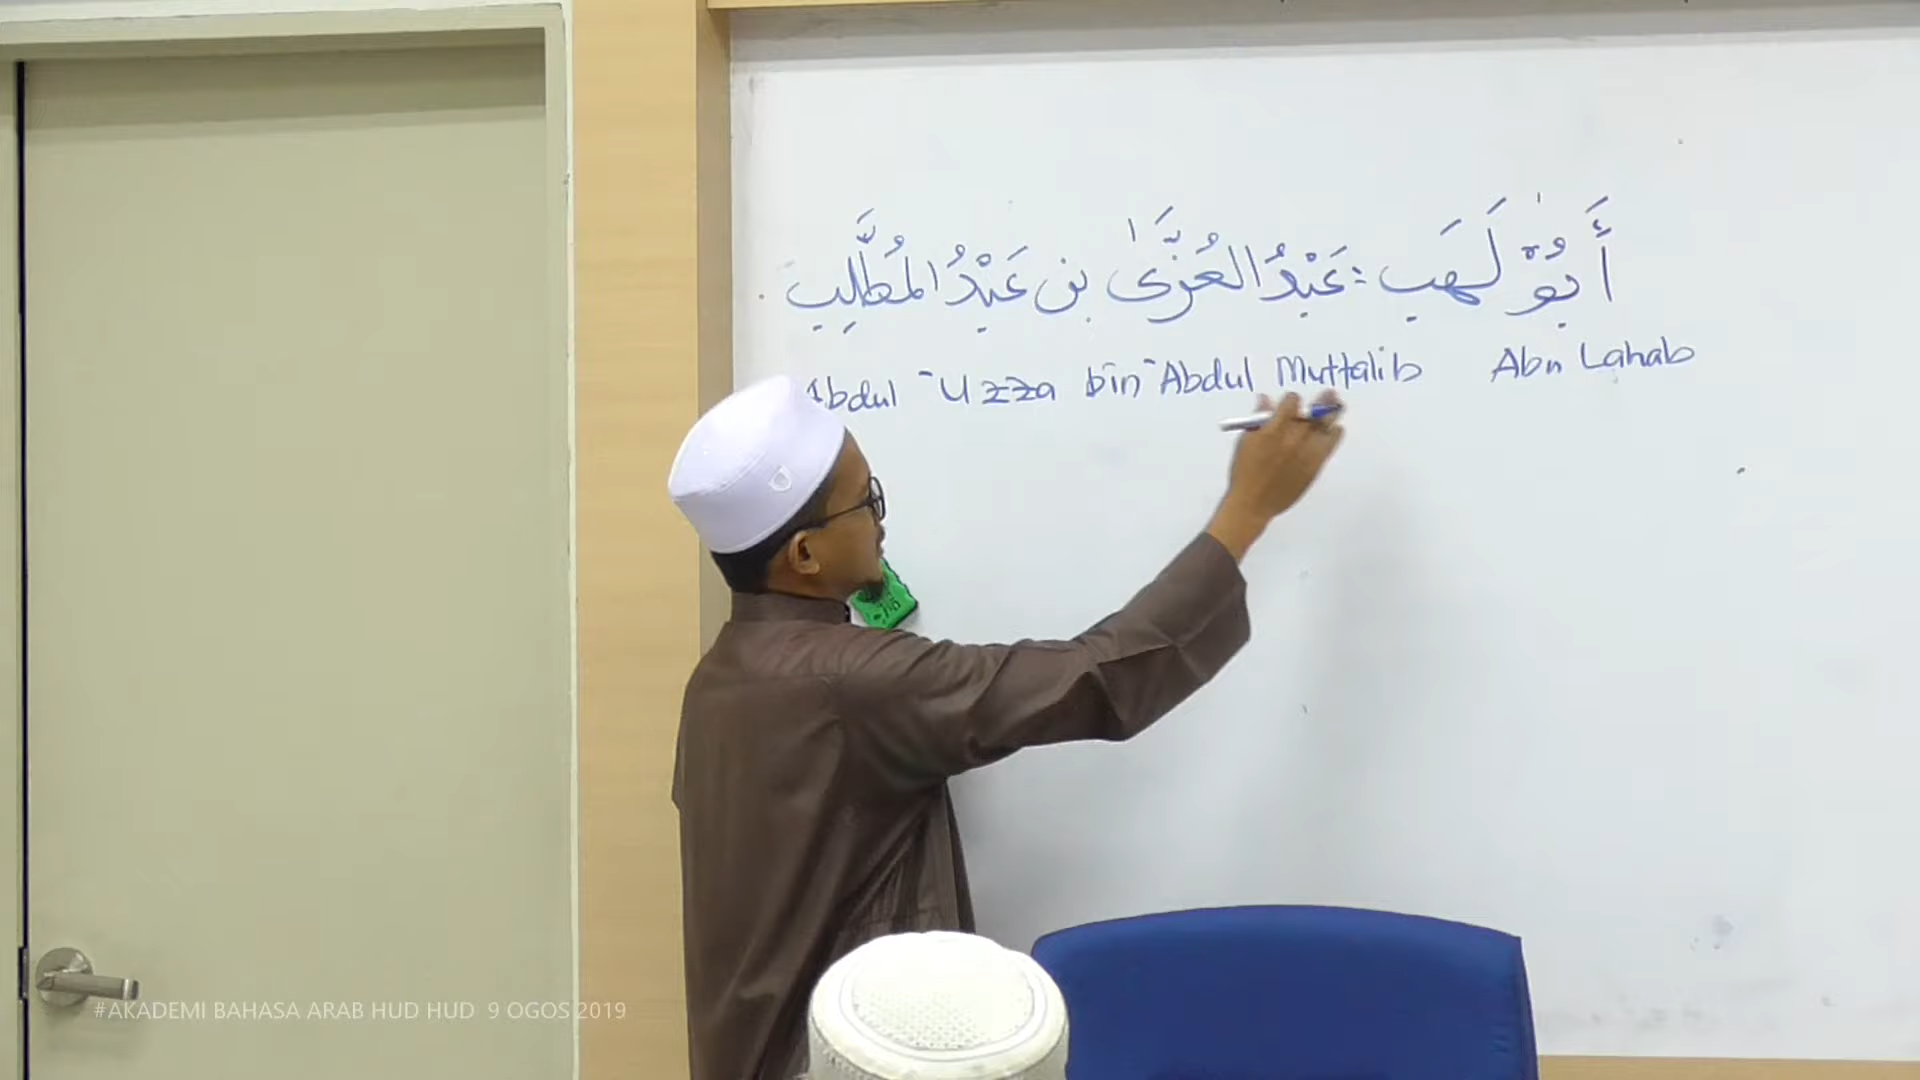 أَبُوْ لَهَبٍ : عَبْدُ العُزَّىٰ بن عَبْدُ المُطَّلِبِ
Abdul -Uzza bin -Abdul Muttalib Abu Lahab
#AKADEMI BAHASA ARAB HUD HUD 9 OGOS 2019